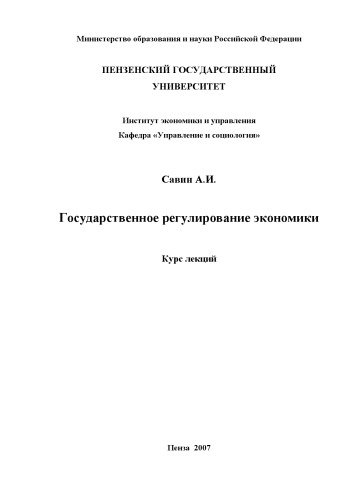 Министерство образования и науки Российской Федерации
ПЕНЗЕНСКИЙ ГОСУДАРСТВЕННЫЙ
УНИВЕРСИТЕТ
Институт экономики и управления
Кафедра «Управление и социология»
Савин А.И.
Государственное регулирование экономики
Курс лекций
Пенза 2007